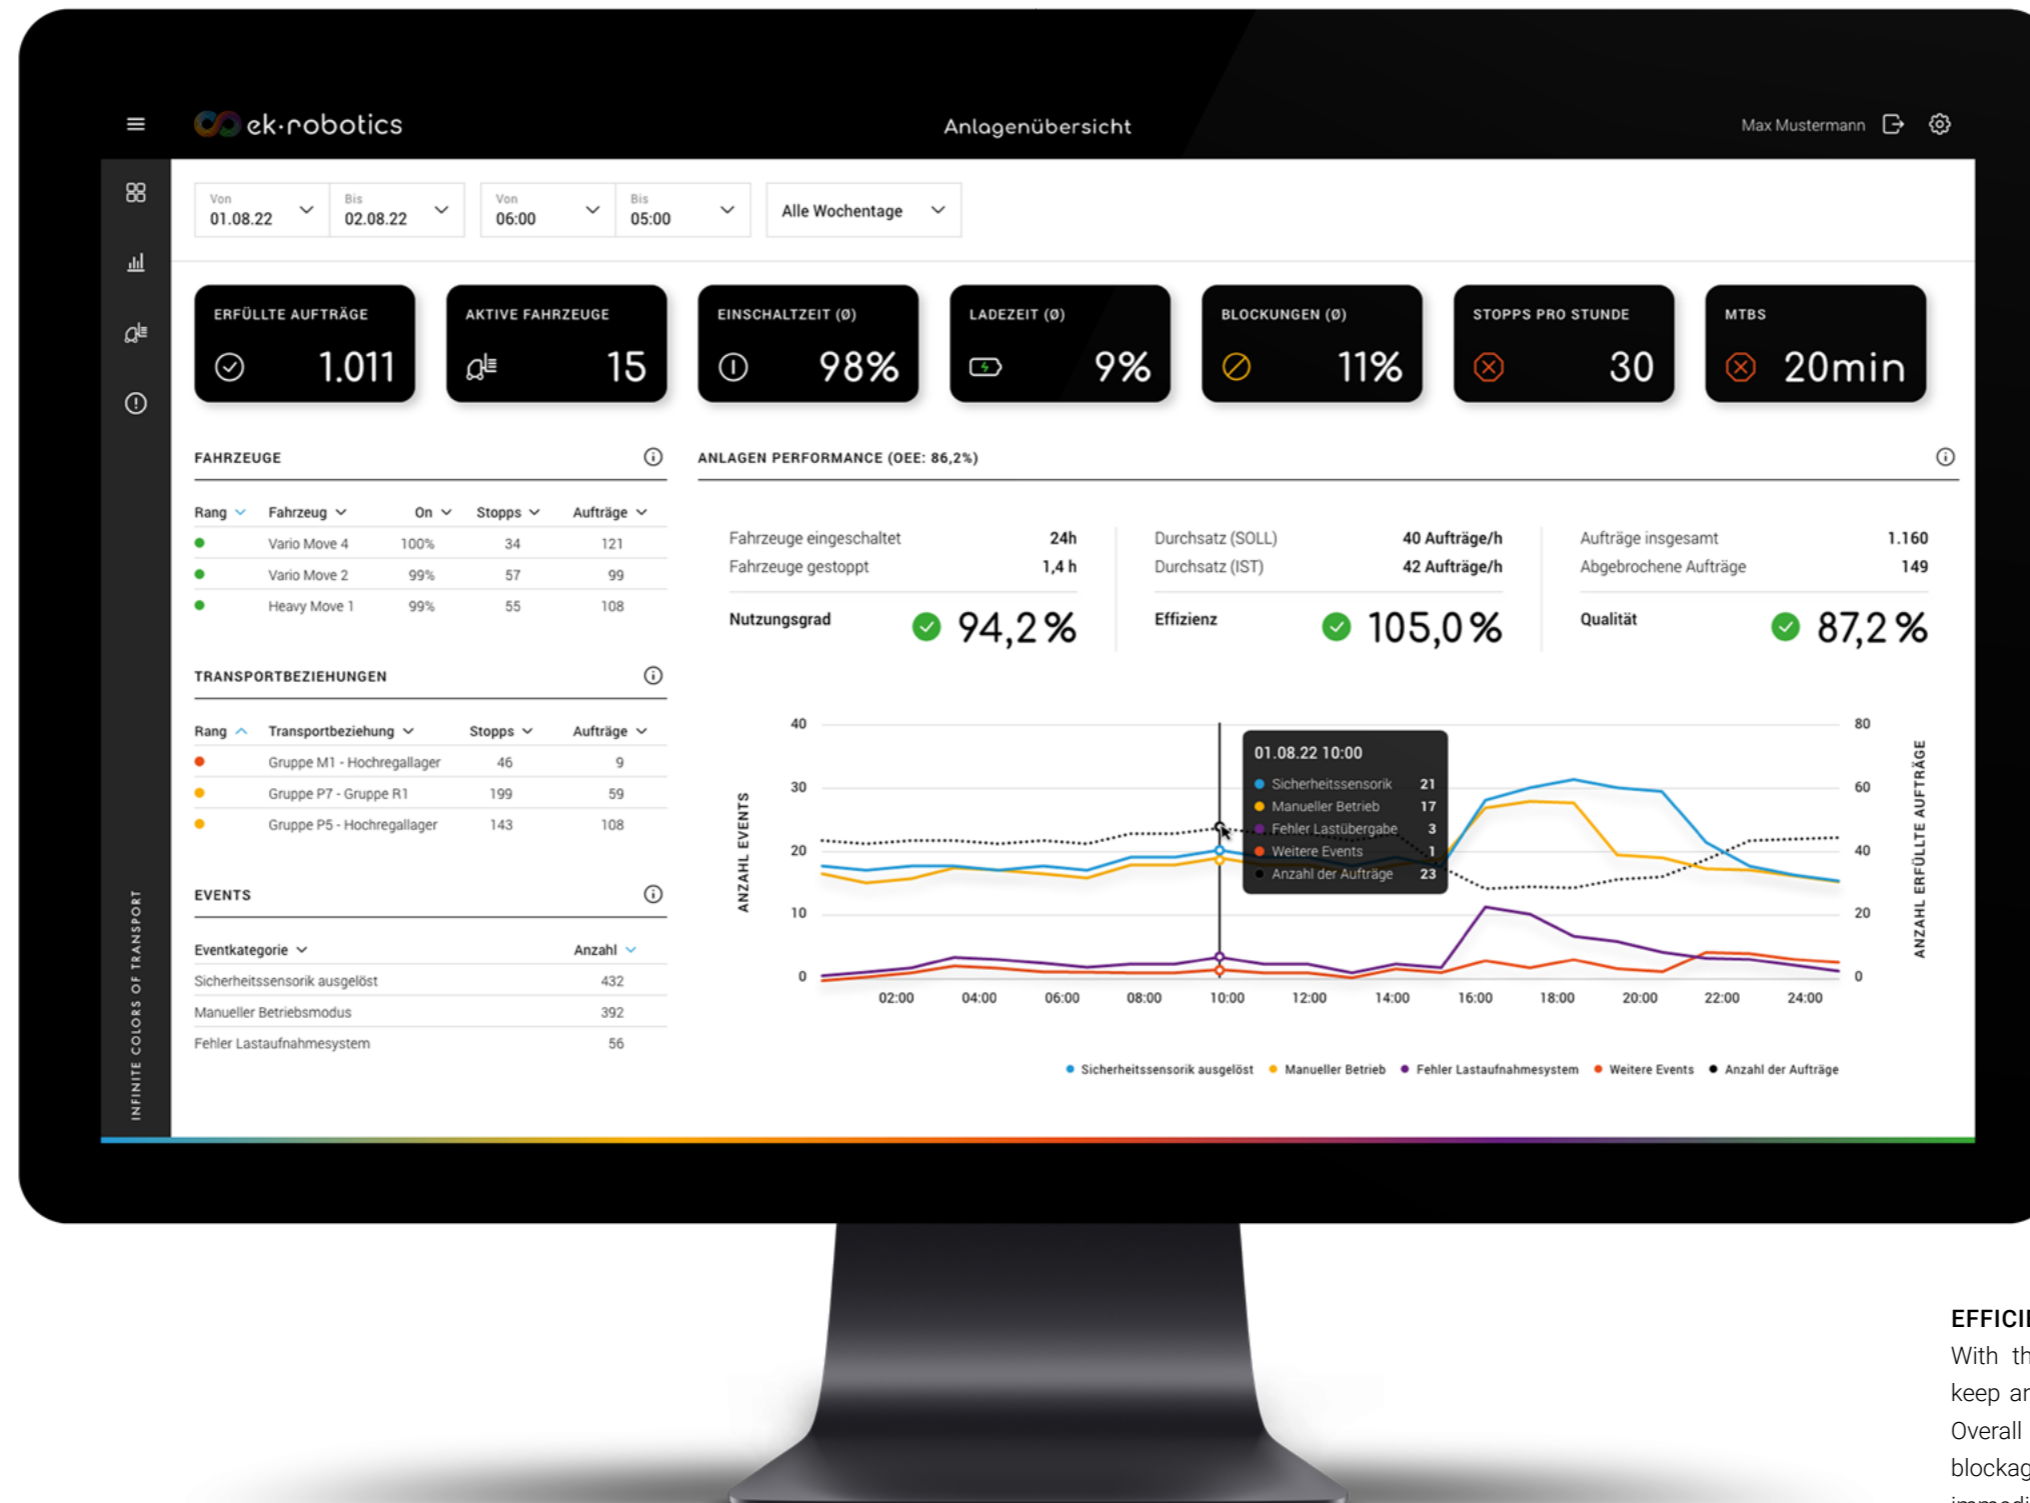 ek·robotics
Anlagenübersicht
Max Mustermann
Von
01.08.22
Bis
02.08.22
Von
06:00
Bis
05:00
Alle Wochentage
ERFÜLLTE AUFTRÄGE
1.011
AKTIVE FAHRZEUGE
15
EINSCHALTZEIT (Ø)
98%
LADEZEIT (Ø)
9%
BLOCKUNGEN (Ø)
11%
STOPPS PRO STUNDE
30
MTBS
20min
FAHRZEUGE
Rang Fahrzeug On Stopps Aufträge
Vario Move 4 100% 34 121
Vario Move 2 99% 57 99
Heavy Move 1 99% 55 108
TRANSPORTBEZIEHUNGEN
Rang Transportbeziehung Stopps Aufträge
Gruppe M1 - Hochregallager 46 9
Gruppe P7 - Gruppe R1 199 59
Gruppe P5 - Hochregallager 143 108
EVENTS
Eventkategorie Anzahl
Sicherheitssensorik ausgelöst 432
Manueller Betriebsmodus 392
Fehler Lastaufnahmesystem 56
INFINITE COLORS OF TRANSPORT
ANLAGEN PERFORMANCE (OEE: 86,2%)
Fahrzeuge eingeschaltet 24h
Fahrzeuge gestoppt 1,4 h
Nutzungsgrad 94,2%
Durchsatz (SOLL) 40 Aufträge/h
Durchsatz (IST) 42 Aufträge/h
Effizienz 105,0%
Aufträge insgesamt 1.160
Abgebrochene Aufträge 149
Qualität 87,2%
ANZAHL EVENTS
40
30
20
10
0
01.08.22 10:00
Sicherheitssensorik 21
Manueller Betrieb 17
Fehler Lastübergabe 3
Weitere Events 1
Anzahl der Aufträge 23
80
60
40
20
0
ANZAHL ERFÜLLTE AUFTRÄGE
02:00 04:00 06:00 08:00 10:00 12:00 14:00 16:00 18:00 20:00 22:00 24:00
Sicherheitssensorik ausgelöst Manueller Betrieb Fehler Lastaufnahmesystem Weitere Events Anzahl der Aufträge
With
keep
Overall